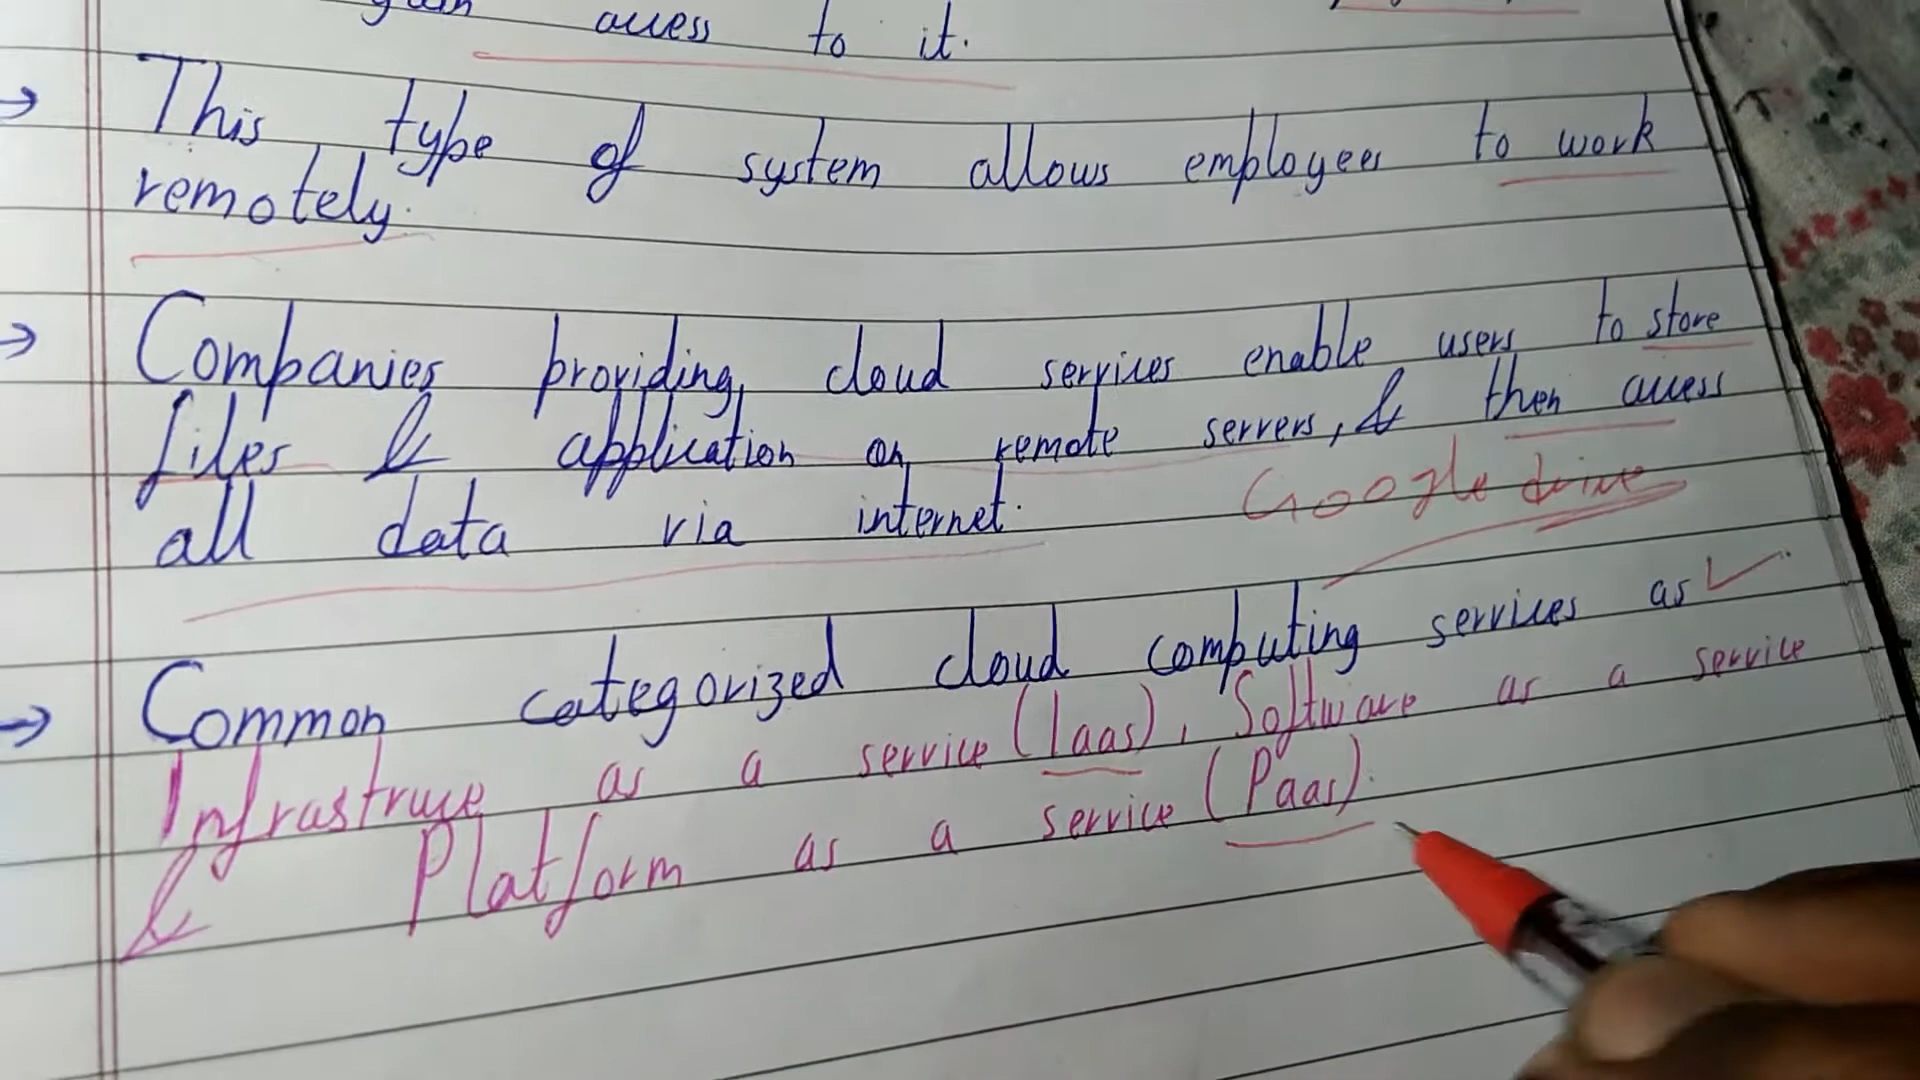 access to it.
→ This type of system allows employees to work
remotely.
→ Companies providing cloud services enable users to store
files & application on remote servers, & then access
all data via internet.
Google drive
→ Common categorized cloud computing services as ✓
Infrastruce as a service (Iaas), Software as a service
& Platform as a service (Paas).